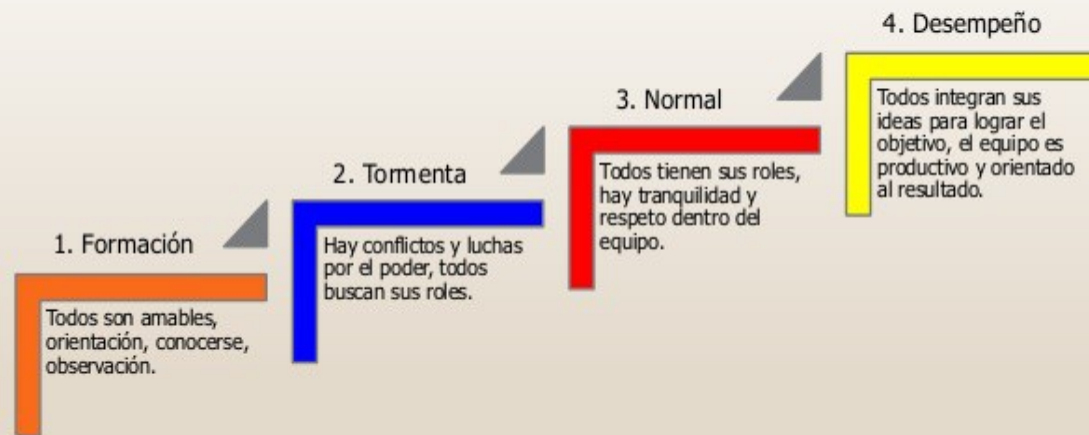 1. Formación
Todos son amables,
orientación, conocerse,
observación.
2. Tormenta
Hay conflictos y luchas
por el poder, todos
buscan sus roles.
3. Normal
Todos tienen sus roles,
hay tranquilidad y
respeto dentro del
equipo.
4. Desempeño
Todos integran sus
ideas para lograr el
objetivo, el equipo es
productivo y orientado
al resultado.